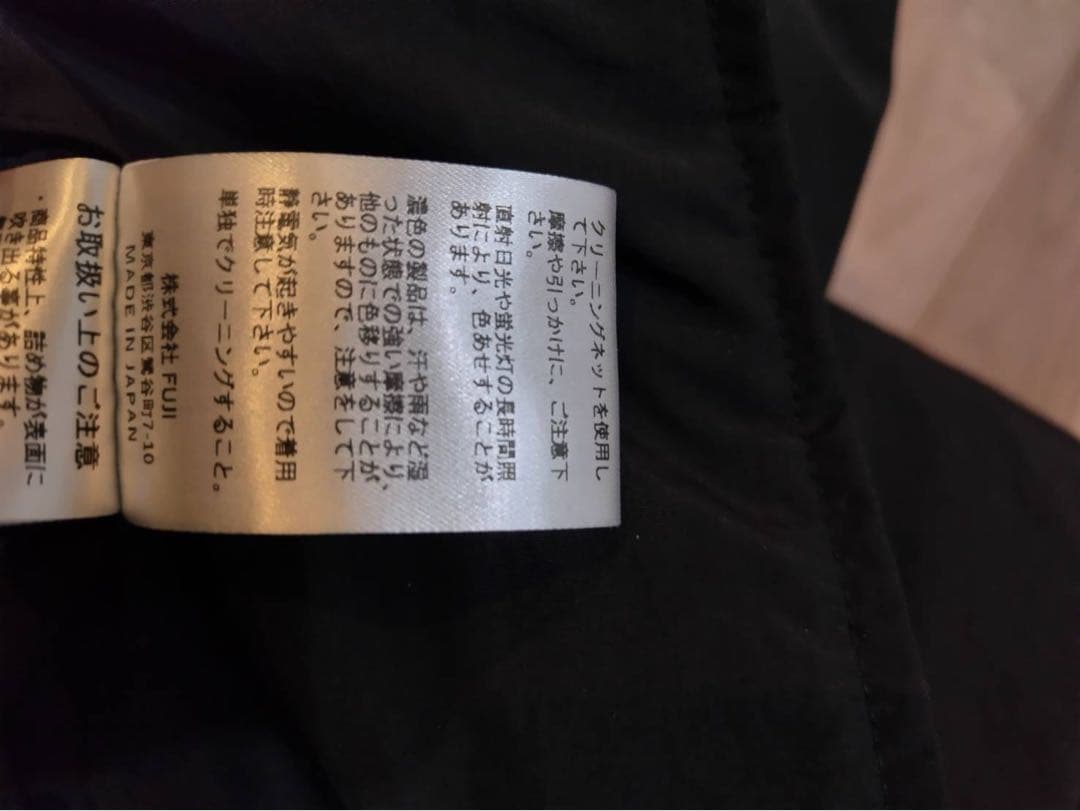 クリーニングネットを使用し
て下さい。
摩擦や引っかけに、ご注意下
さい。
直射日光や蛍光灯の長時間照
射により、色あせすることが
あります。
濃色の製品は、汗や雨など湿
った状態での強い摩擦により、
他のものに色移りすることが
ありますので、注意をして下
さい。
静電気が起きやすいので着用
時注意して下さい。
単独でクリーニングすること。
株式会社 FUJI
東京都渋谷区鶯谷町7-10
MADE IN JAPAN
お取扱い上のご注意
・商品特性上、詰め物が表面に
吹き出る事があります。